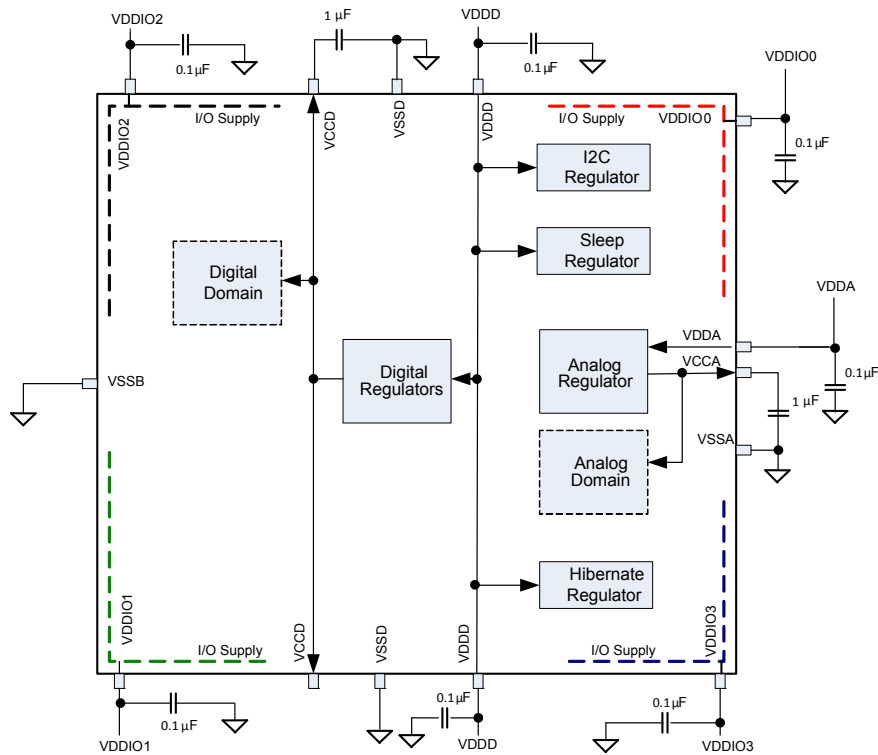 VDDIO2
1 µF
VDDD
0.1 µF
0.1 µF
VDDIO0
0.1 µF
VDDIO2
I/O Supply
VCCD
VSSD
VDDD
I/O Supply
VDDIO0
I2C
Regulator
Sleep
Regulator
Digital
Domain
VDDA
VDDA
VCCA
Analog
Regulator
Digital
Regulators
0.1 µF
1 µF
VSSB
VSSA
Analog
Domain
Hibernate
Regulator
VDDIO1
I/O Supply
VCCD
VSSD
VDDD
I/O Supply
VDDIO3
0.1 µF
0.1 µF
0.1 µF
VDDIO1
VDDD
VDDIO3